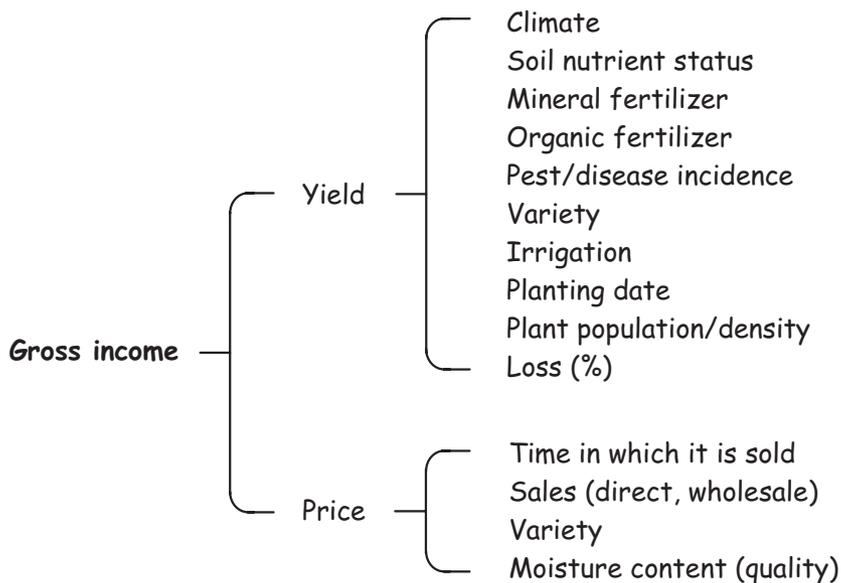 Climate
Soil nutrient status
Mineral fertilizer
Organic fertilizer
Pest/disease incidence
Yield
Variety
Irrigation
Planting date
Plant population/density
Gross income
Loss (%)
Time in which it is sold
Sales (direct, wholesale)
Price
Variety
Moisture content (quality)